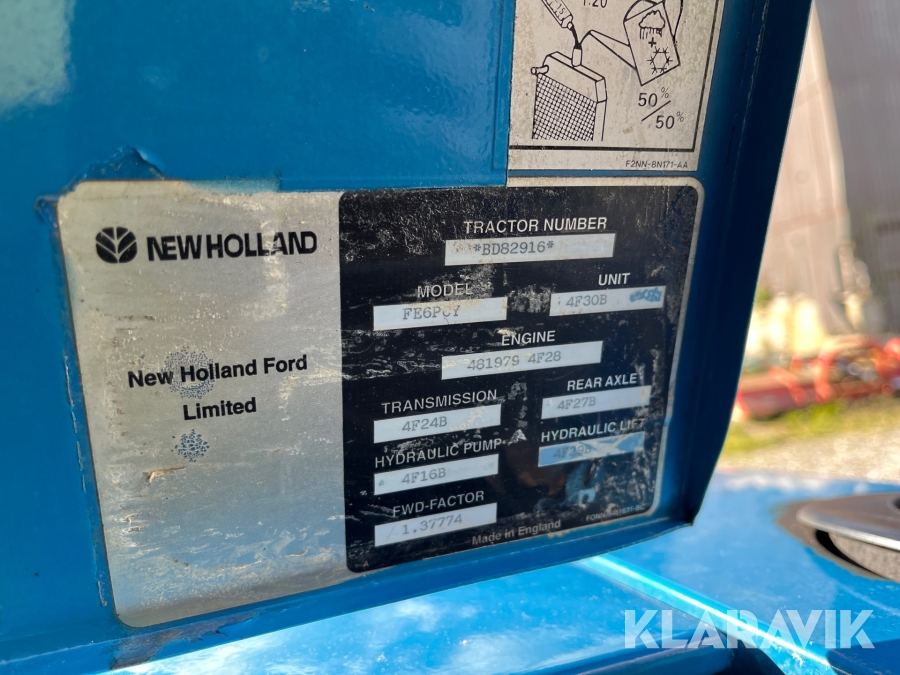 1:20
50% / 50%
F2NN-8N171-AA
NEW HOLLAND
New Holland Ford
Limited
TRACTOR NUMBER
*BD82916*
MODEL
UNIT
4F30B
ENGINE
481979 4F28
TRANSMISSION
4F24B
REAR AXLE
4F27B
HYDRAULIC PUMP
4F16B
HYDRAULIC LIFT
FWD-FACTOR
1.37774
Made in England
A
KLARAVIK